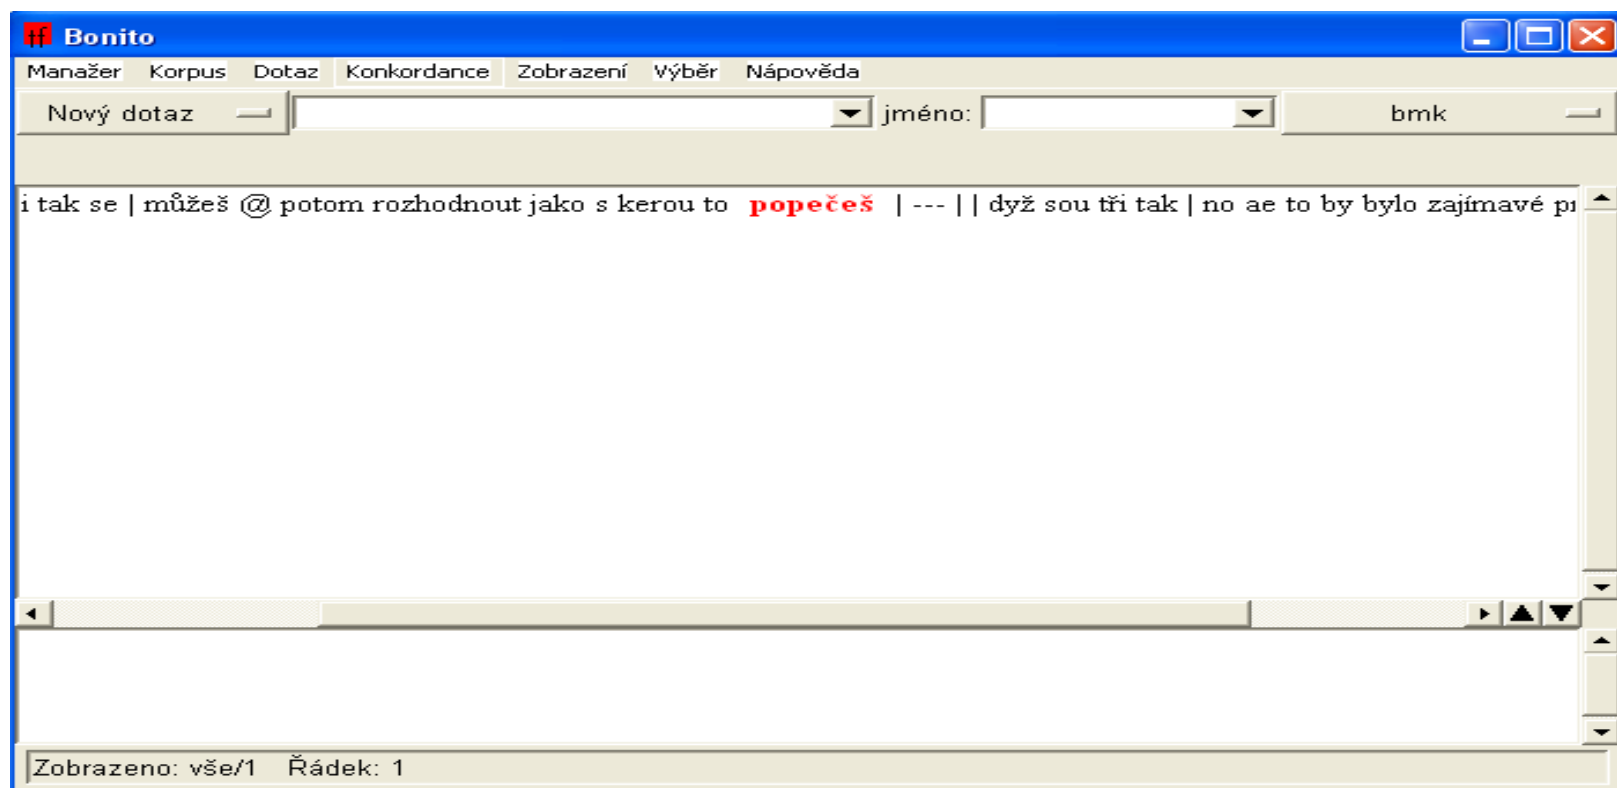 Bonito
Manažer Korpus Dotaz Konkordance Zobrazení Výběr Nápověda
Nový dotaz jméno: bmk
i tak se | můžeš @ potom rozhodnout jako s kerou to popečeš | --- | | dyž sou tři tak | no ae to by bylo zajímavé
Zobrazeno: vše/1 Řádek: 1